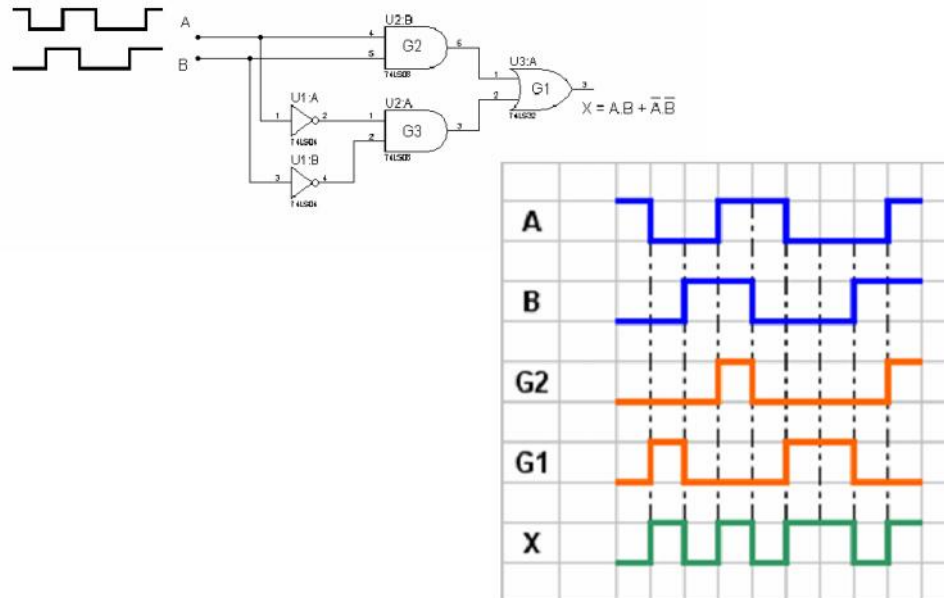 A
B
U2:B
4
5
G2
6
74LS08
U1:A
1
2
74LS04
U1:B
3
4
74LS04
U2:A
1
2
G3
3
74LS08
U3:A
1
2
G1
3
74LS32
X = A.B + A̅.B̅
A
B
G2
G1
X